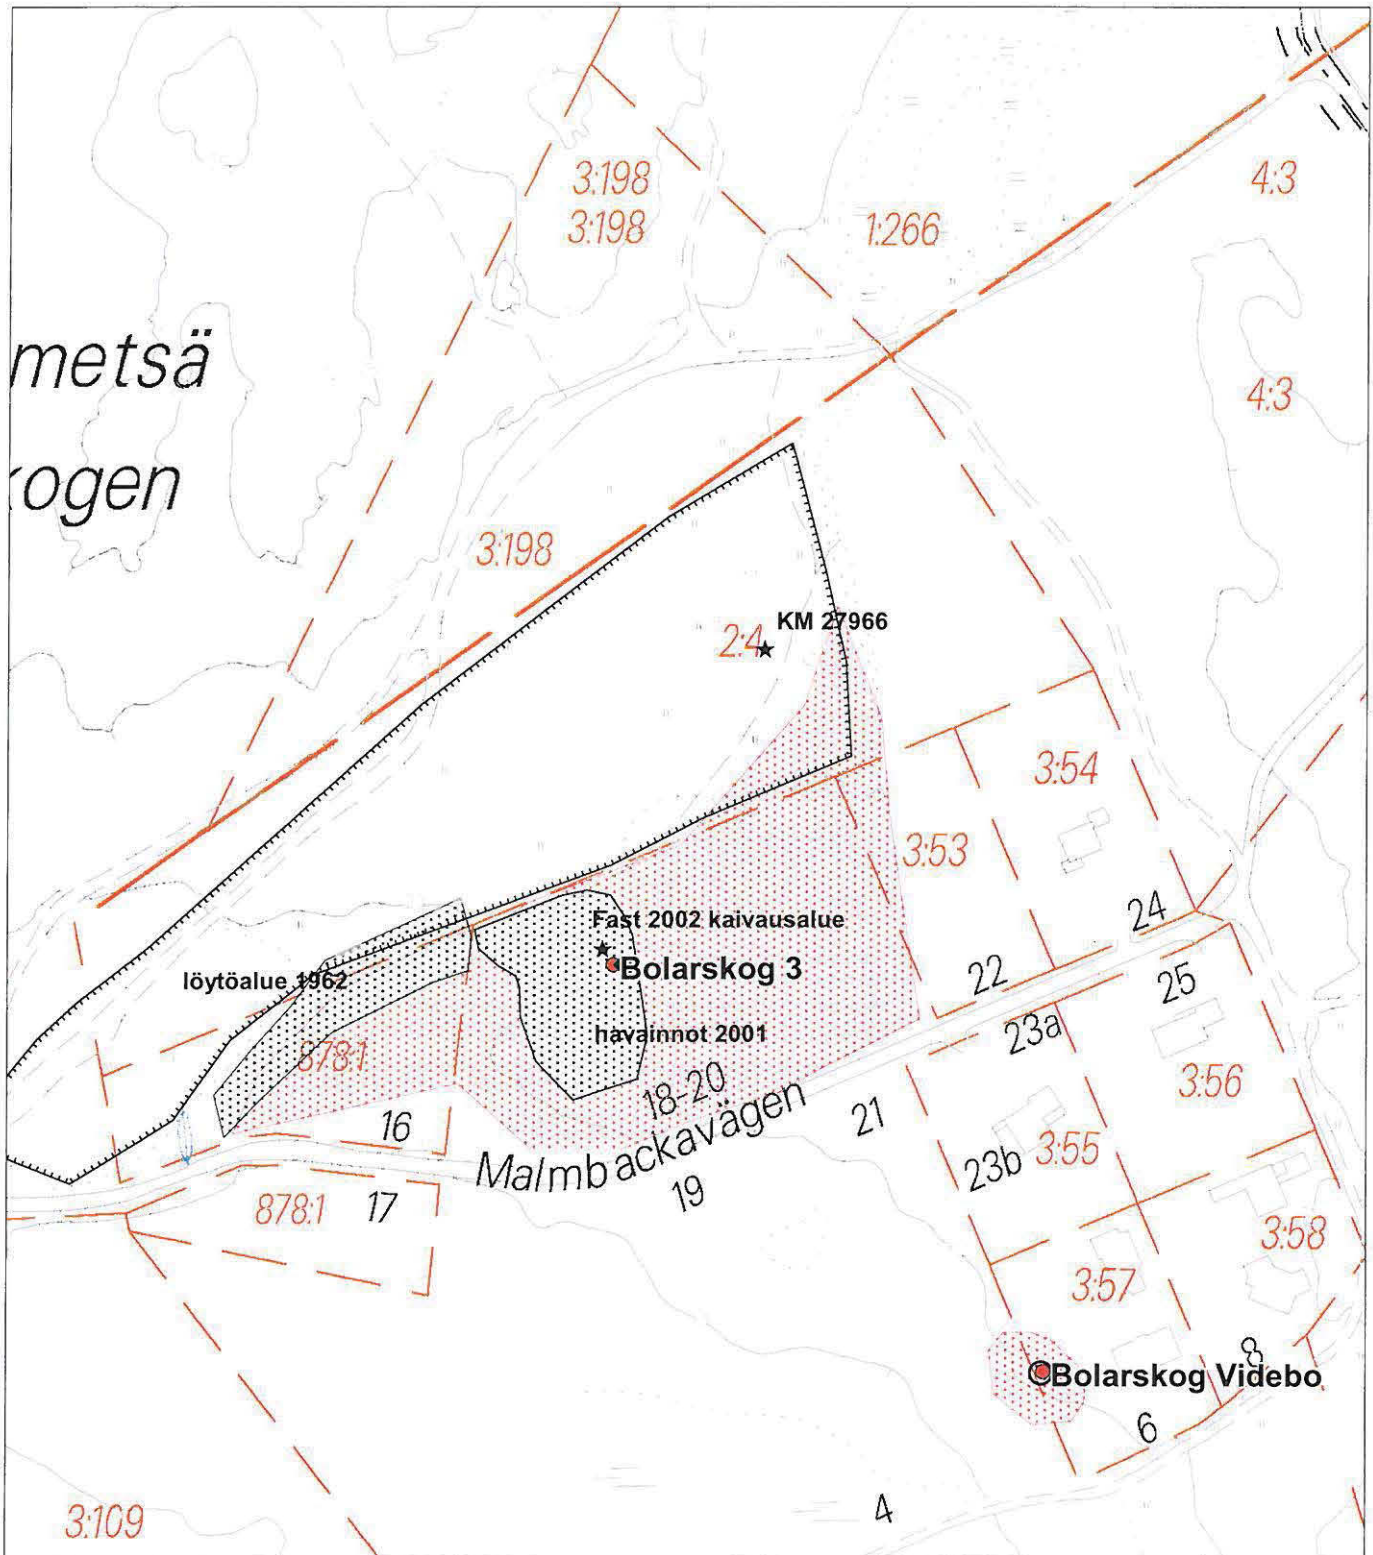 3:198
3:198
4:3
1:266
metsä
4:3
kogen
3:198
KM 27966
2:4
3:54
3:53
Fast 2002 kaivausalue
24
Bolarskog 3
22
löytöalue 1962
25
23a
havainnot 2001
878:1
18-20
3:56
16
Malmbackavägen
21
23b
3:55
878:1
17
19
3:58
3:57
8
Bolarskog Videbo
6
4
3:109